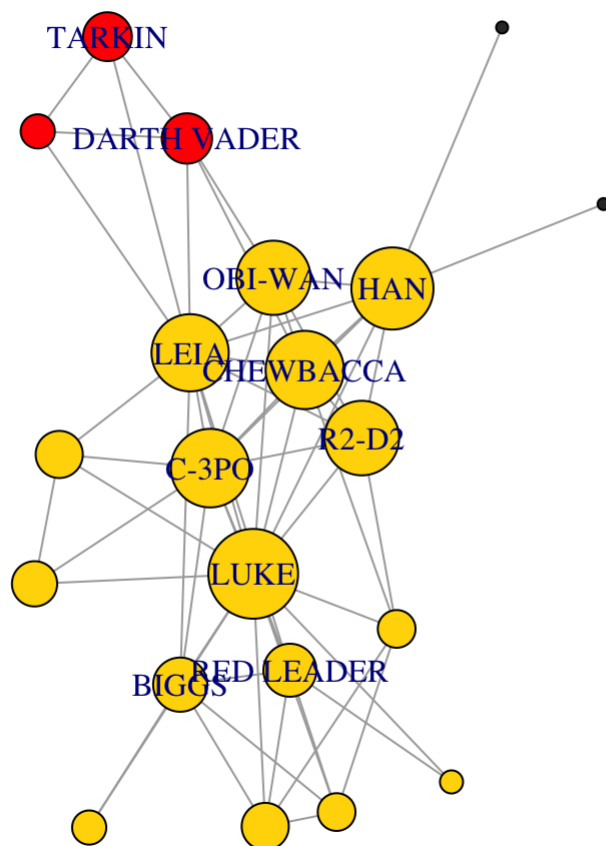 TARKIN
DARTH VADER
OBI-WAN
HAN
LEIA
CHEWBACCA
R2-D2
C-3PO
LUKE
RED LEADER
BIGGS